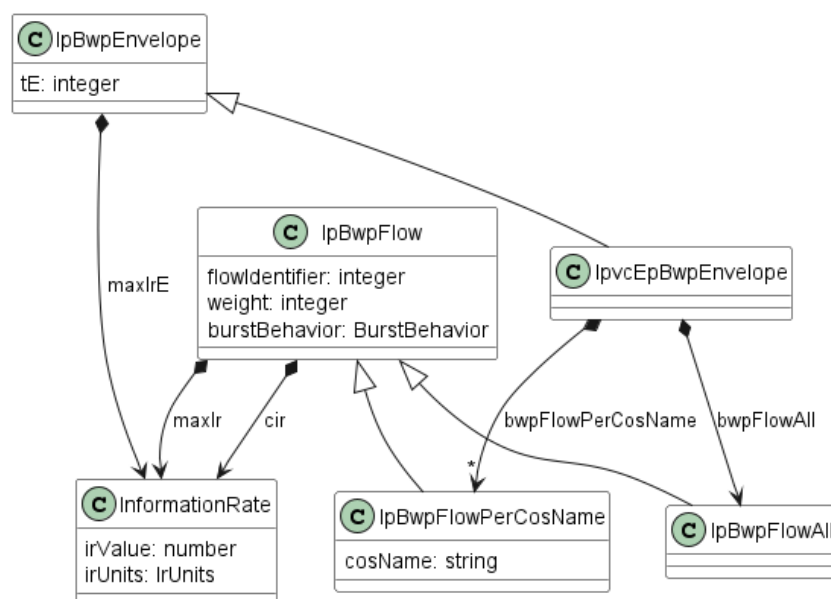 C IpBwpEnvelope
tE: integer
maxIrE
C IpBwpFlow
flowIdentifier: integer
weight: integer
burstBehavior: BurstBehavior
C IpvcEpBwpEnvelope
maxIr
cir
bwpFlowPerCosName
bwpFlowAll
*
C InformationRate
irValue: number
irUnits: IrUnits
C IpBwpFlowPerCosName
cosName: string
C IpBwpFlowAll